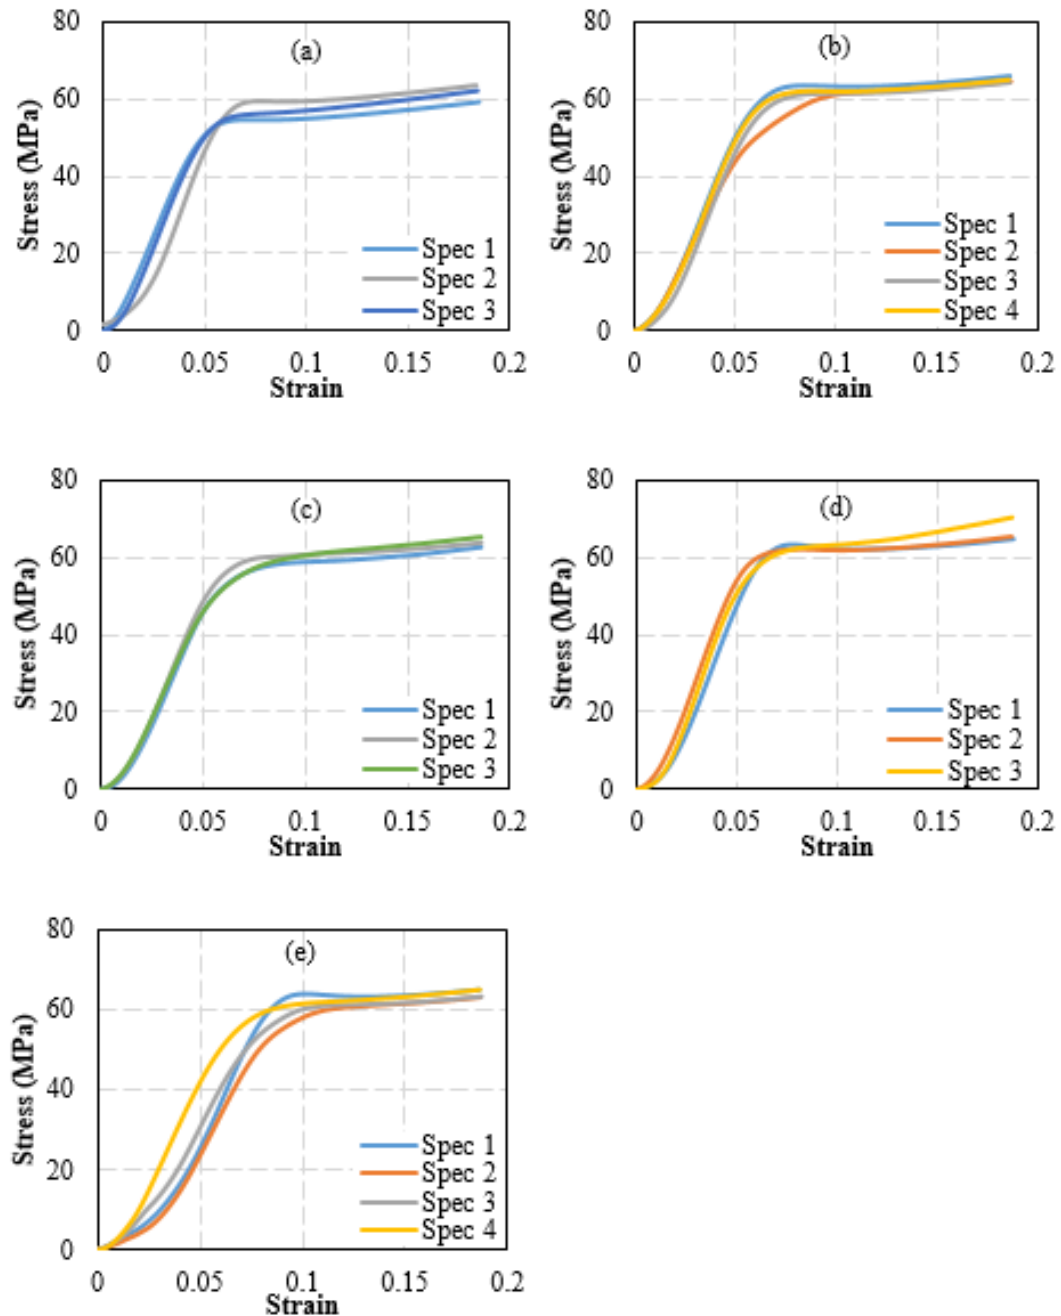 (a)
80
60
40
20
0
Stress (MPa)
Spec 1
Spec 2
Spec 3
0 0.05 0.1 0.15 0.2
Strain
(b)
80
60
40
20
0
Stress (MPa)
Spec 1
Spec 2
Spec 3
Spec 4
0 0.05 0.1 0.15 0.2
Strain
(c)
80
60
40
20
0
Stress (MPa)
Spec 1
Spec 2
Spec 3
0 0.05 0.1 0.15 0.2
Strain
(d)
80
60
40
20
0
Stress (MPa)
Spec 1
Spec 2
Spec 3
0 0.05 0.1 0.15 0.2
Strain
(e)
80
60
40
20
0
Stress (MPa)
Spec 1
Spec 2
Spec 3
Spec 4
0 0.05 0.1 0.15 0.2
Strain